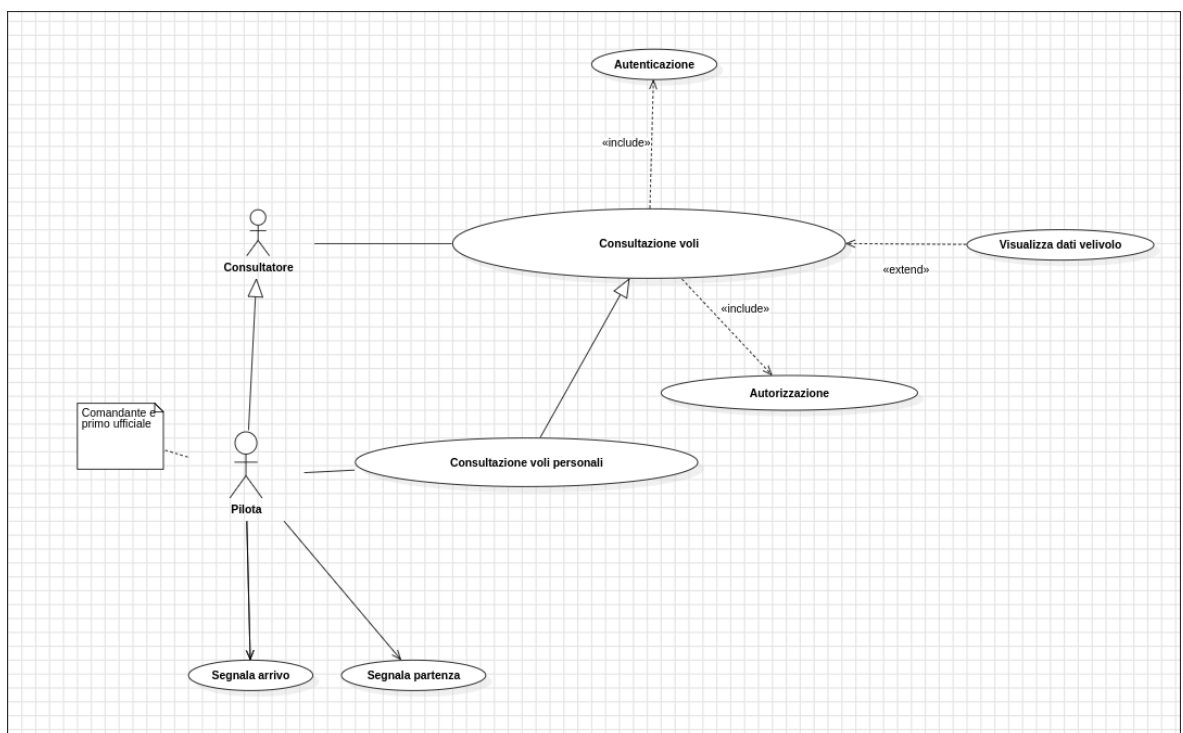 Autenticazione
«include»
Consultazione voli
Visualizza dati velivolo
Consultatore
«extend»
«include»
Autorizzazione
Comandante e
primo ufficiale
Consultazione voli personali
Pilota
Segnala arrivo
Segnala partenza